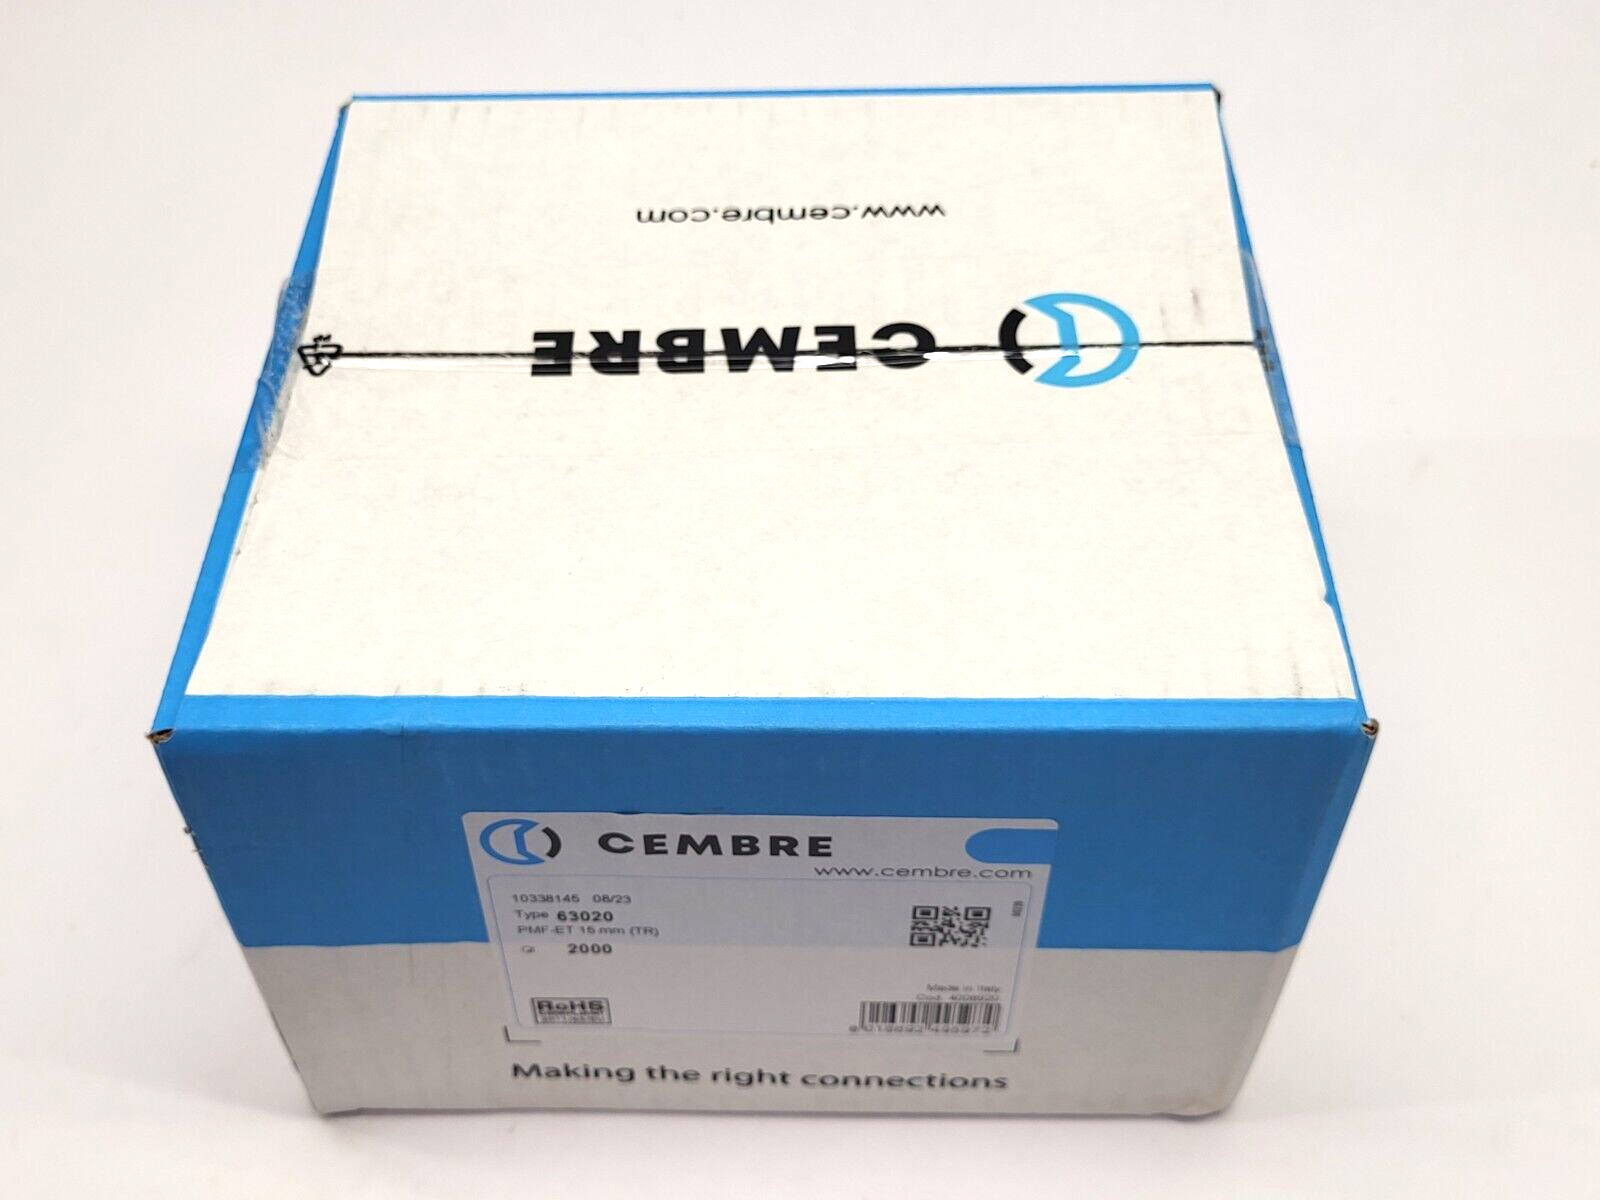 www.cembre.com
CEMBRE
CEMBRE
www.cembre.com
10338145 08/23
Type 63020
PMF-ET 15 mm (TR)
2000
Made in Italy
RoHS
Making the right connections